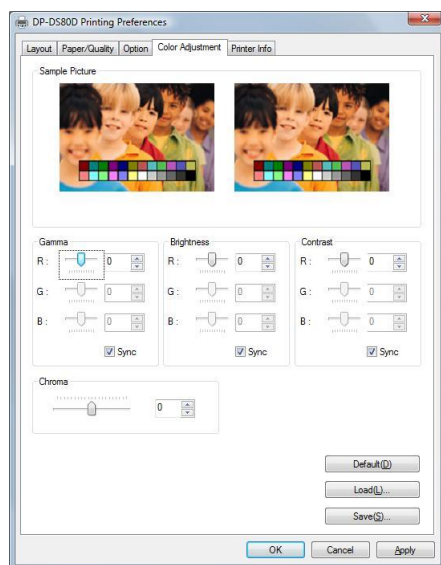 DP-DS80D Printing Preferences
Layout Paper/Quality Option Color Adjustment Printer Info
Sample Picture
Gamma Brightness Contrast
R : 0 R : 0 R : 0
G : 0 G : 0 G : 0
B : 0 B : 0 B : 0
Sync Sync Sync
Chroma
0
Default(D)
Load(L)...
Save(S)...
OK Cancel Apply